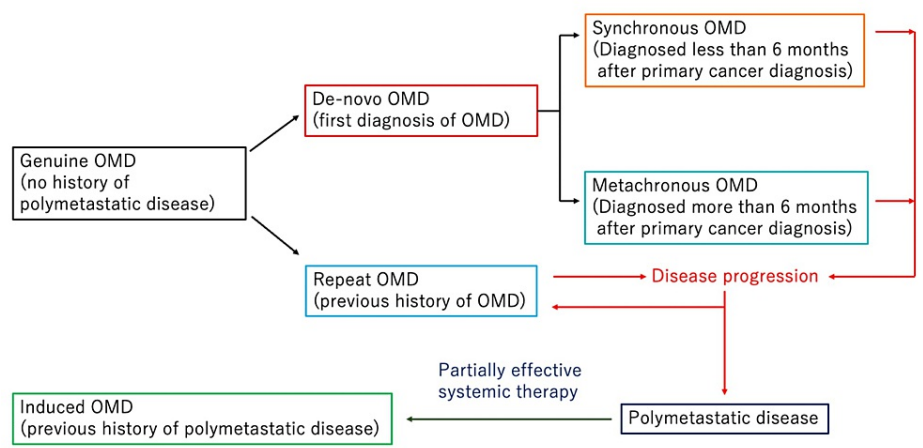 Synchronous OMD
(Diagnosed less than 6 months
after primary cancer diagnosis)
De-novo OMD
(first diagnosis of OMD)
Genuine OMD
(no history of
polymetastatic disease)
Metachronous OMD
(Diagnosed more than 6 months
after primary cancer diagnosis)
Repeat OMD
(previous history of OMD)
Disease progression
Partially effective
systemic therapy
Induced OMD
(previous history of polymetastatic disease)
Polymetastatic disease